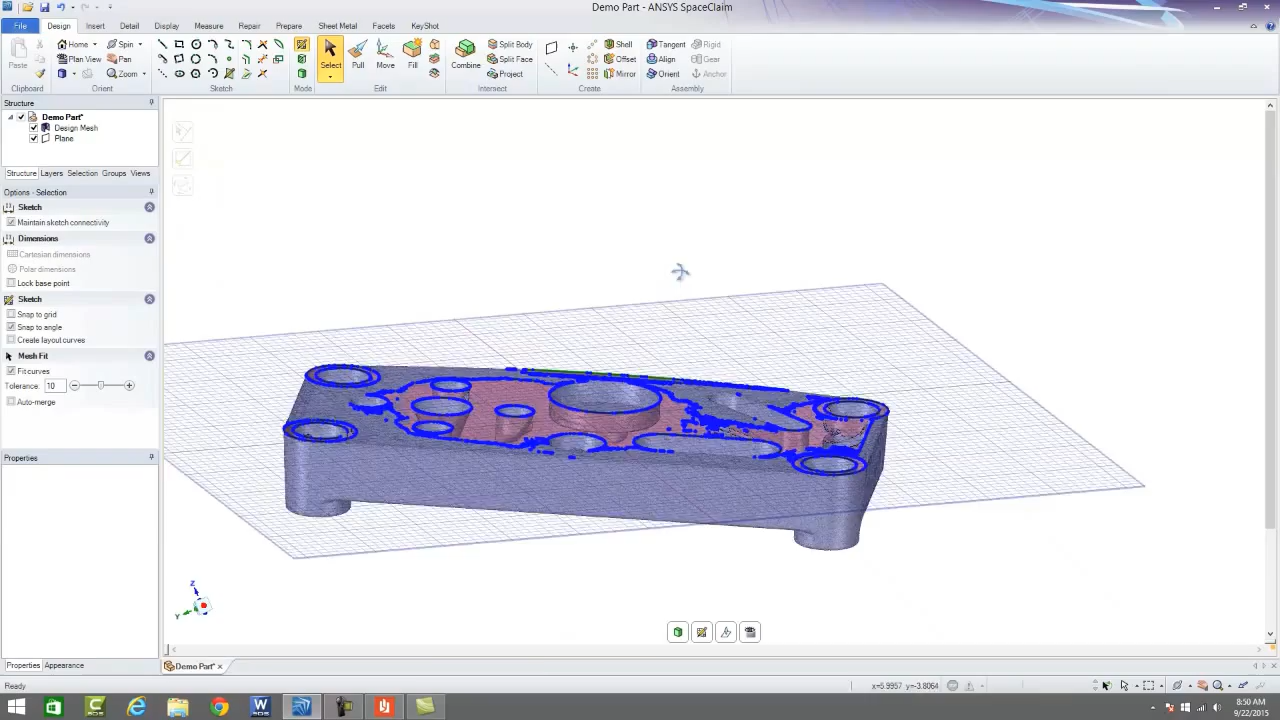 Demo Part - ANSYS SpaceClaim
File Design Insert Detail Display Measure Repair Prepare Sheet Metal Facets KeyShot
Paste Home Spin Select Pull Move Fill Combine Split Body Shell Tangent Rigid
Plan View Pan Split Face Offset Align Gear
Zoom Project Mirror Orient Anchor
Clipboard Orient Sketch Mode Edit Intersect Create Assembly
Structure
Demo Part*
Design Mesh
Plane
Structure Layers Selection Groups Views
Options - Selection
Sketch
Maintain sketch connectivity
Dimensions
Cartesian dimensions
Polar dimensions
Lock base point
Sketch
Snap to grid
Snap to angle
Create layout curves
Mesh Fit
Fit curves
Tolerance: 10
Auto-merge
Properties
Z
Y
Properties Appearance
Demo Part* ×
Ready
x=5.9957 y=-3.8064
8:50 AM
9/22/2015